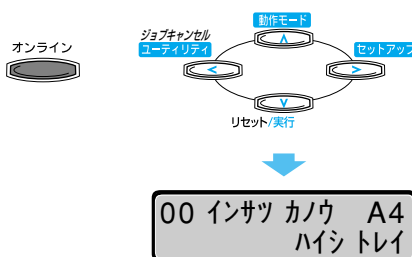 動作モード
ジョブキャンセル
オンライン
ユーティリティ
セットアップ
リセット/実行
00 インサツ カノウ A4
ハイシ トレイ